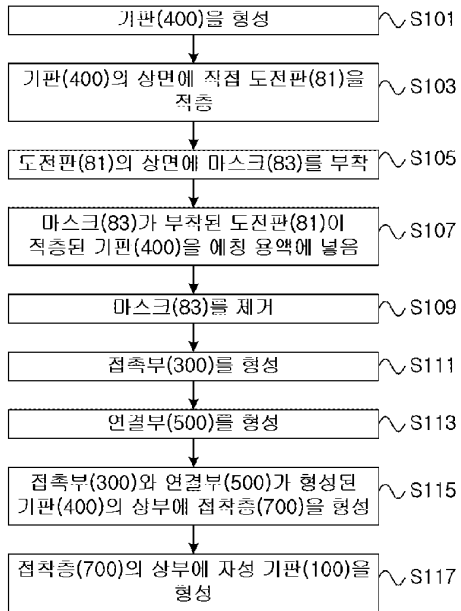 기판(400)을 형성
S101
기판(400)의 상면에 직접 도전판(81)을
적층
S103
도전판(81)의 상면에 마스크(83)를 부착
S105
마스크(83)가 부착된 도전판(81)이
적층된 기판(400)을 에칭 용액에 넣음
S107
마스크(83)를 제거
S109
접촉부(300)를 형성
S111
연결부(500)를 형성
S113
접촉부(300)와 연결부(500)가 형성된
기판(400)의 상부에 접착층(700)을 형성
S115
접착층(700)의 상부에 자성 기판(100)을
형성
S117